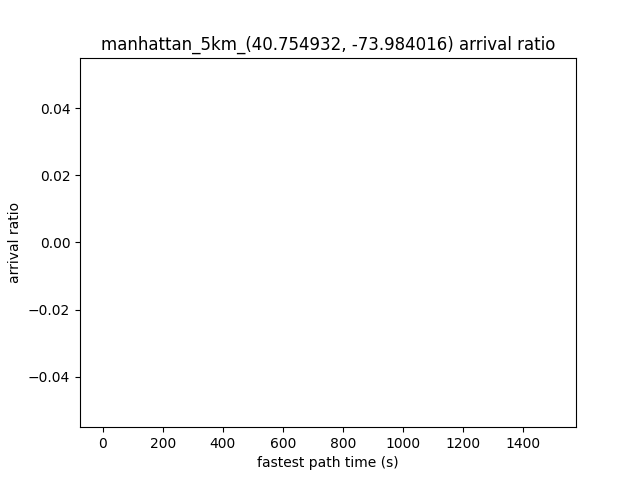 manhattan_5km_(40.754932, -73.984016) arrival ratio
0.04
0.02
0.00
−0.02
−0.04
arrival ratio
0 200 400 600 800 1000 1200 1400
fastest path time (s)